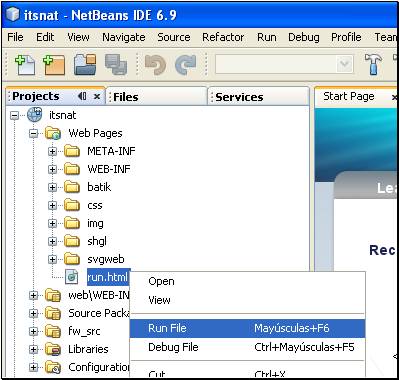 itsnat - NetBeans IDE 6.9
File Edit View Navigate Source Refactor Run Debug Profile Team
Projects Files Services Start Page
itsnat
Web Pages
META-INF
WEB-INF
batik
css
img
shgl
svgweb
run.html
web\WEB-IN
Source Packa
fw_src
Libraries
Configuration
Open
View
Run File Mayúsculas+F6
Debug File Ctrl+Mayúsculas+F5
Cut Ctrl+X
Lea
Rec